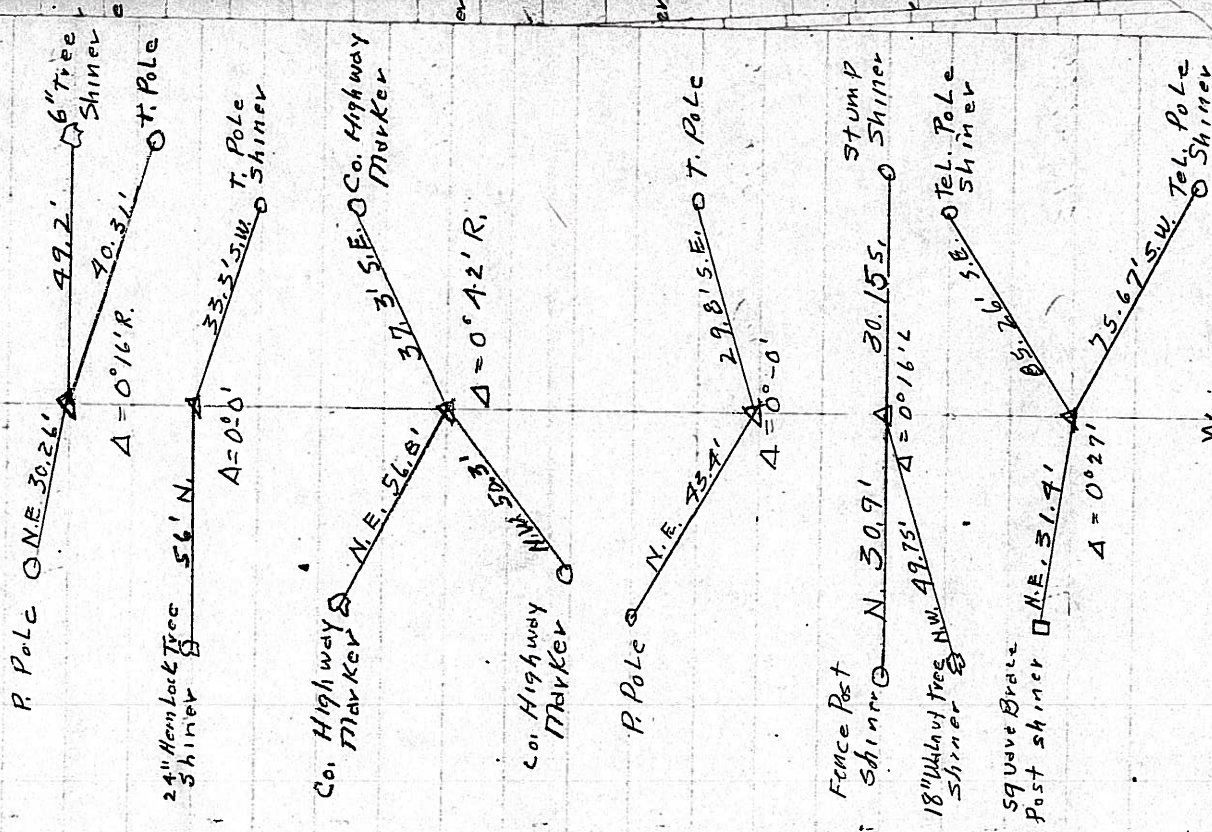 P. Pole
N.E. 30.26'
49.2'
6" Tree
Shiner
40.31'
T. Pole
Δ = 0°16' R.
24" Hemlock Tree
Shiner
56' N.
33.3' S.W.
T. Pole
Shiner
Δ = 0° 0'
Co. Highway
Marker
N.E. 56.8'
37.3' S.E.
Co. Highway
Marker
Δ = 0° 42' R.
N.W. 50.3'
Co. Highway
Marker
P. Pole
N.E. 43.4'
29.8' S.E.
T. Pole
Δ = 0°-0'
Fence Post
Shiner
N. 30.9'
30.15 S.
Stump
Shiner
Δ = 0°16' L
18" Walnut Tree
Shiner
N.W. 49.75'
S.E.
Tel. Pole
Shiner
Square Brace
Post Shiner
N.E. 31.4'
75.67' S.W.
Tel. Pole
Shiner
Δ = 0°27'
W.